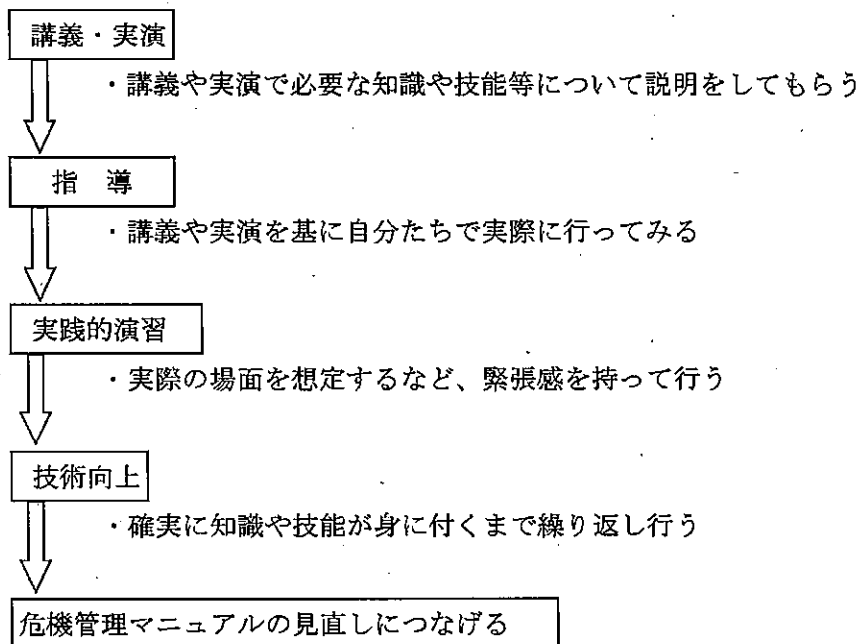 講義・実演
・講義や実演で必要な知識や技能等について説明をしてもらう
指　導
・講義や実演を基に自分たちで実際に行ってみる
実践的演習
・実際の場面を想定するなど、緊張感を持って行う
技術向上
・確実に知識や技能が身に付くまで繰り返し行う
危機管理マニュアルの見直しにつなげる